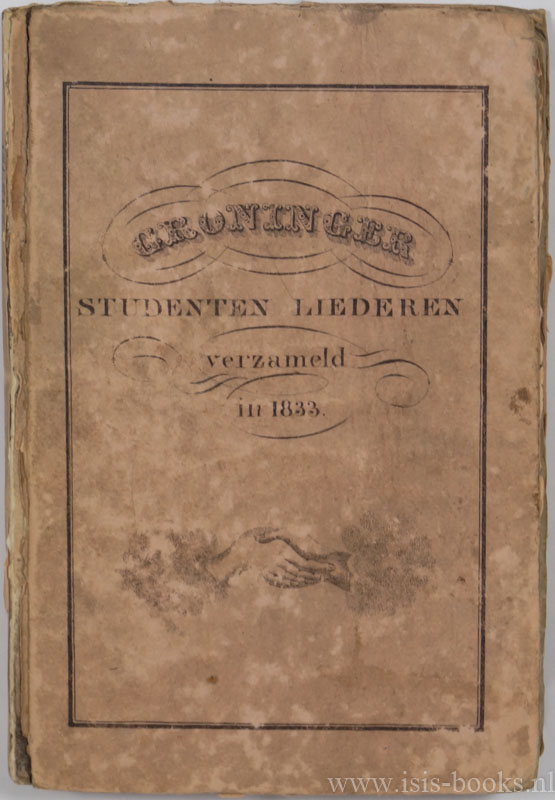 GRONINGER
STUDENTEN LIEDEREN
verzameld
in 1833.
www.isis-books.nl